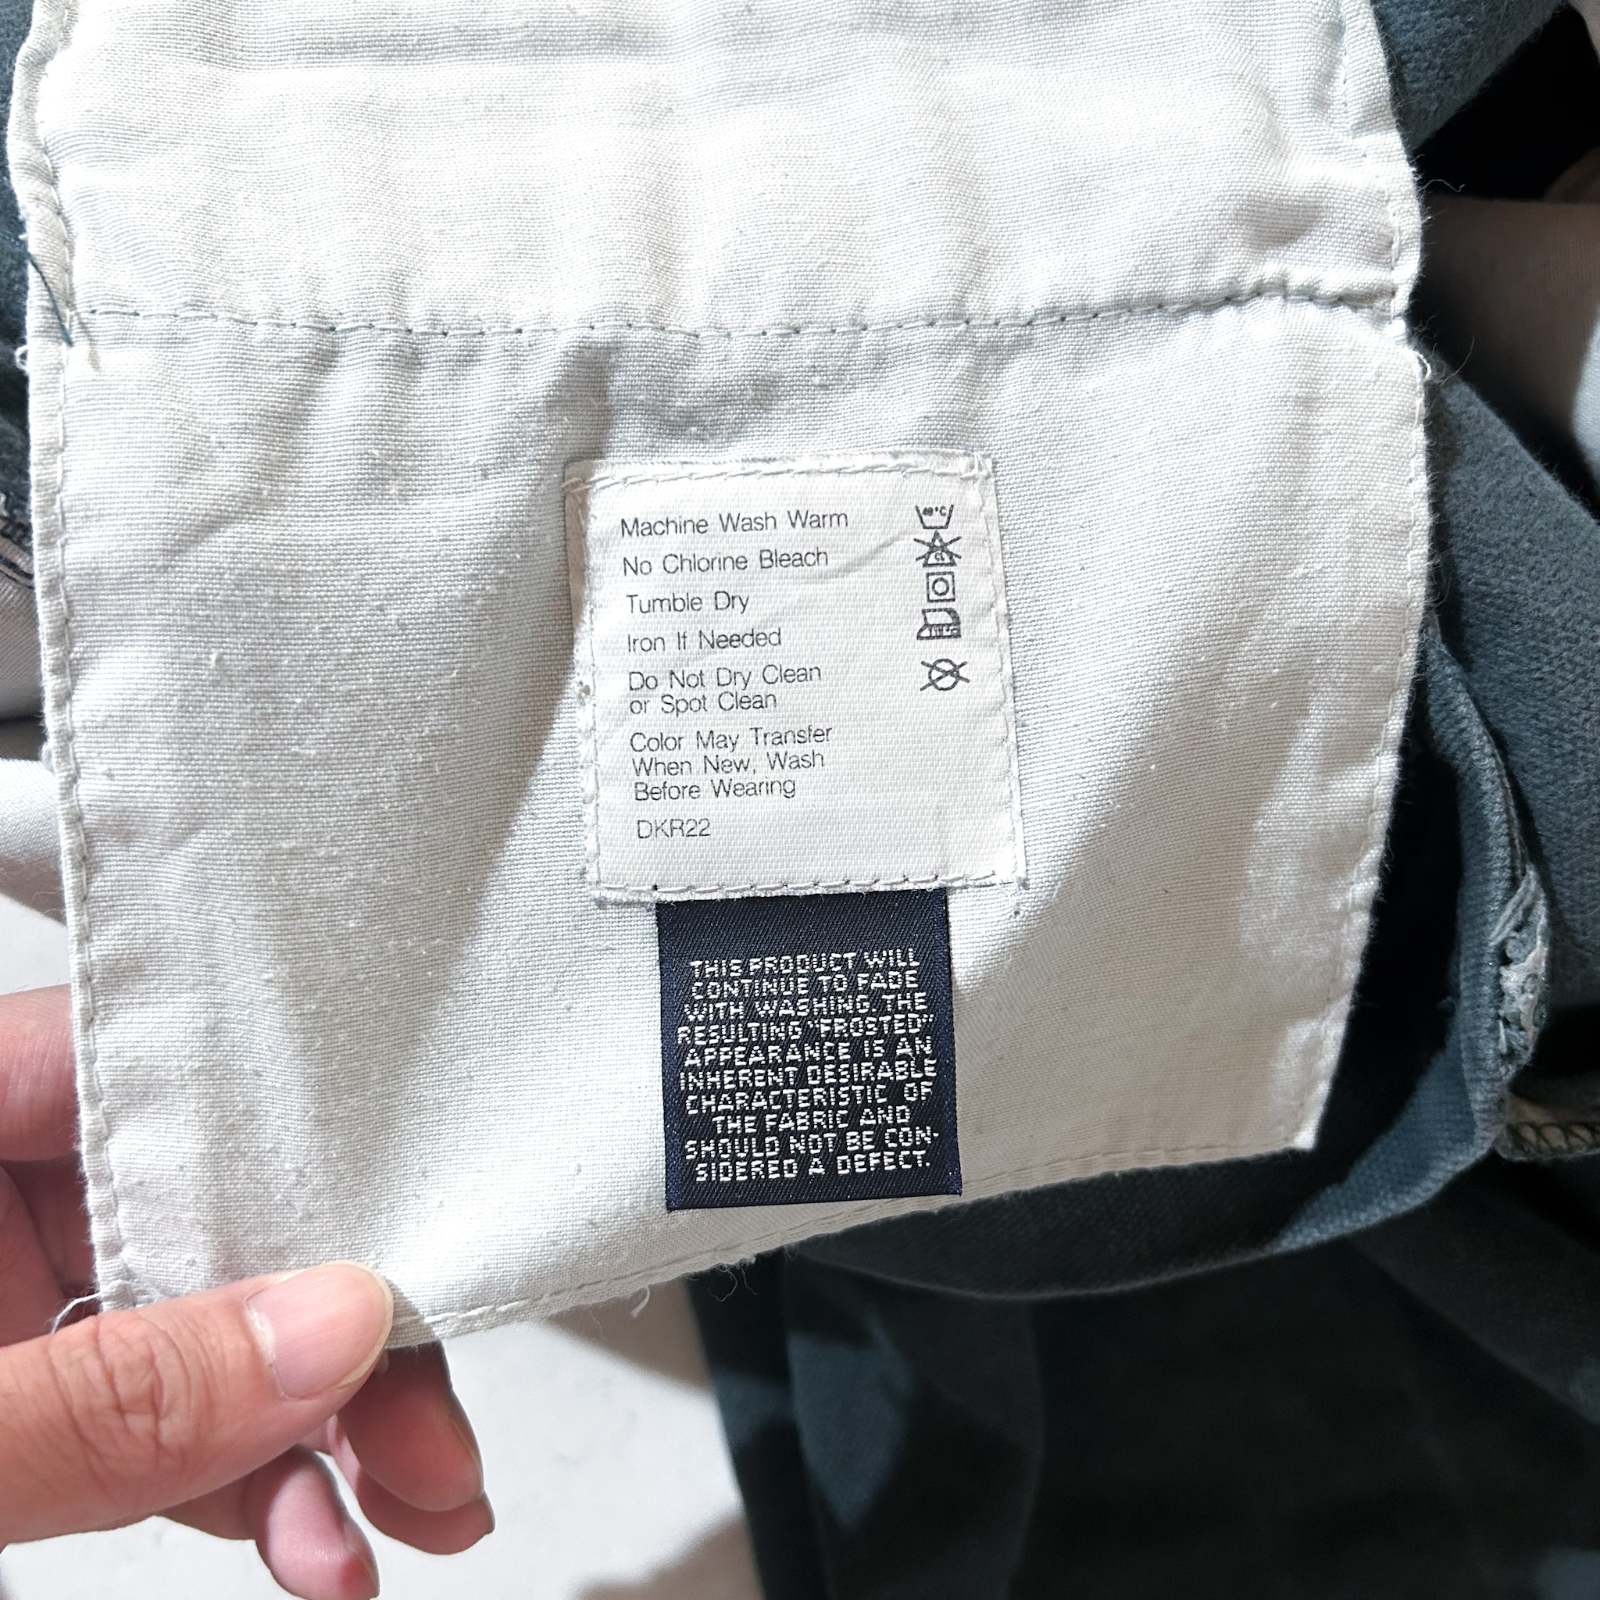 Machine Wash Warm
40°C
No Chlorine Bleach
CL
Tumble Dry
Iron If Needed
Do Not Dry Clean
or Spot Clean
Color May Transfer
When New, Wash
Before Wearing
DKR22
THIS PRODUCT WILL
CONTINUE TO FADE
WITH WASHING. THE
RESULTING "FROSTED"
APPEARANCE IS AN
INHERENT DESIRABLE
CHARACTERISTIC OF
THE FABRIC AND
SHOULD NOT BE CON-
SIDERED A DEFECT.